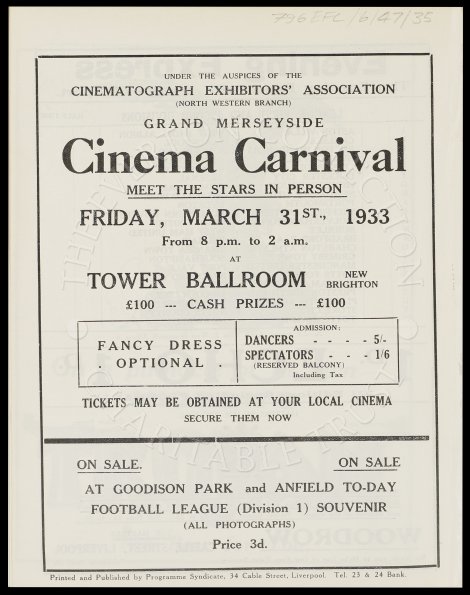 796EFC/6/47/35
UNDER THE AUSPICES OF THE
CINEMATOGRAPH EXHIBITORS' ASSOCIATION
(NORTH WESTERN BRANCH)
GRAND MERSEYSIDE
Cinema Carnival
MEET THE STARS IN PERSON
FRIDAY, MARCH 31ST., 1933
From 8 p.m. to 2 a.m.
AT
TOWER BALLROOM NEW BRIGHTON
£100 --- CASH PRIZES --- £100
FANCY DRESS
. OPTIONAL .
ADMISSION:
DANCERS - - - - 5/-
SPECTATORS - - - 1/6
(RESERVED BALCONY)
Including Tax
TICKETS MAY BE OBTAINED AT YOUR LOCAL CINEMA
SECURE THEM NOW
ON SALE. ON SALE
AT GOODISON PARK and ANFIELD TO-DAY
FOOTBALL LEAGUE (Division 1) SOUVENIR
(ALL PHOTOGRAPHS)
Price 3d.
Printed and Published by Programme Syndicate, 34 Cable Street, Liverpool. Tel. 23 & 24 Bank.